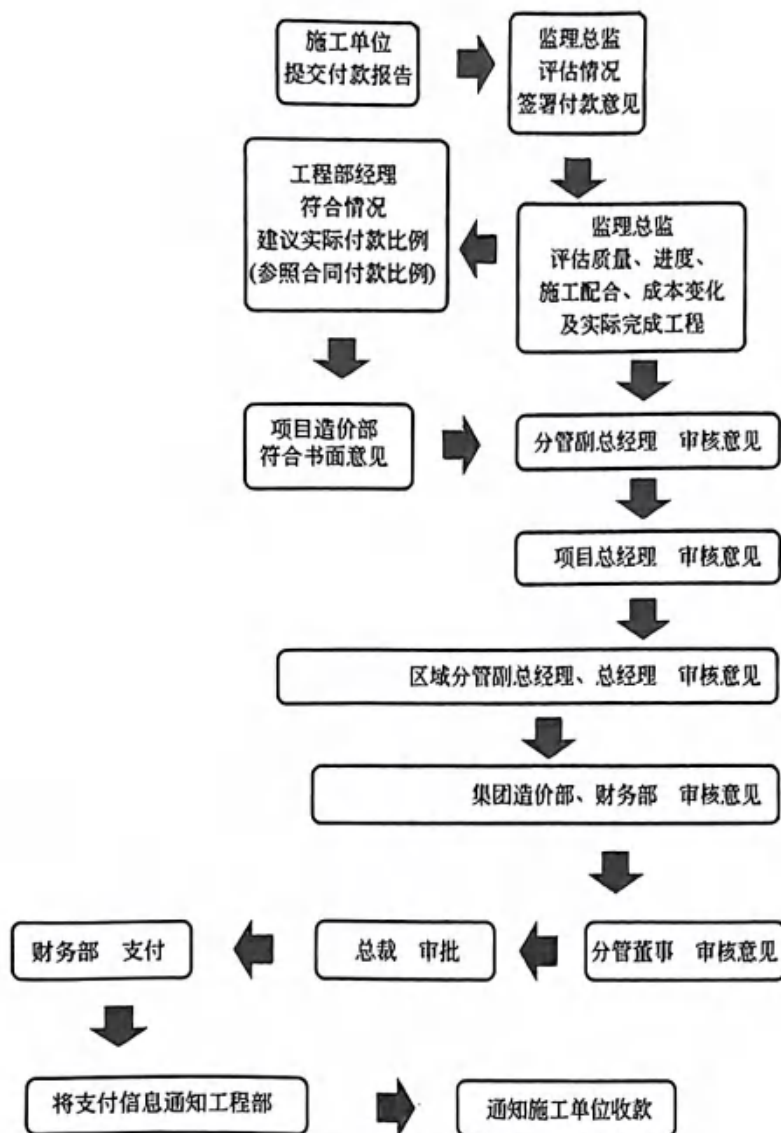 施工单位
提交付款报告
监理总监
评估情况
签署付款意见
工程部经理
符合情况
建议实际付款比例
(参照合同付款比例)
监理总监
评估质量、进度、
施工配合、成本变化
及实际完成工程
项目造价部
符合书面意见
分管副总经理 审核意见
项目总经理 审核意见
区域分管副总经理、总经理 审核意见
集团造价部、财务部 审核意见
财务部 支付
总裁 审批
分管董事 审核意见
将支付信息通知工程部
通知施工单位收款